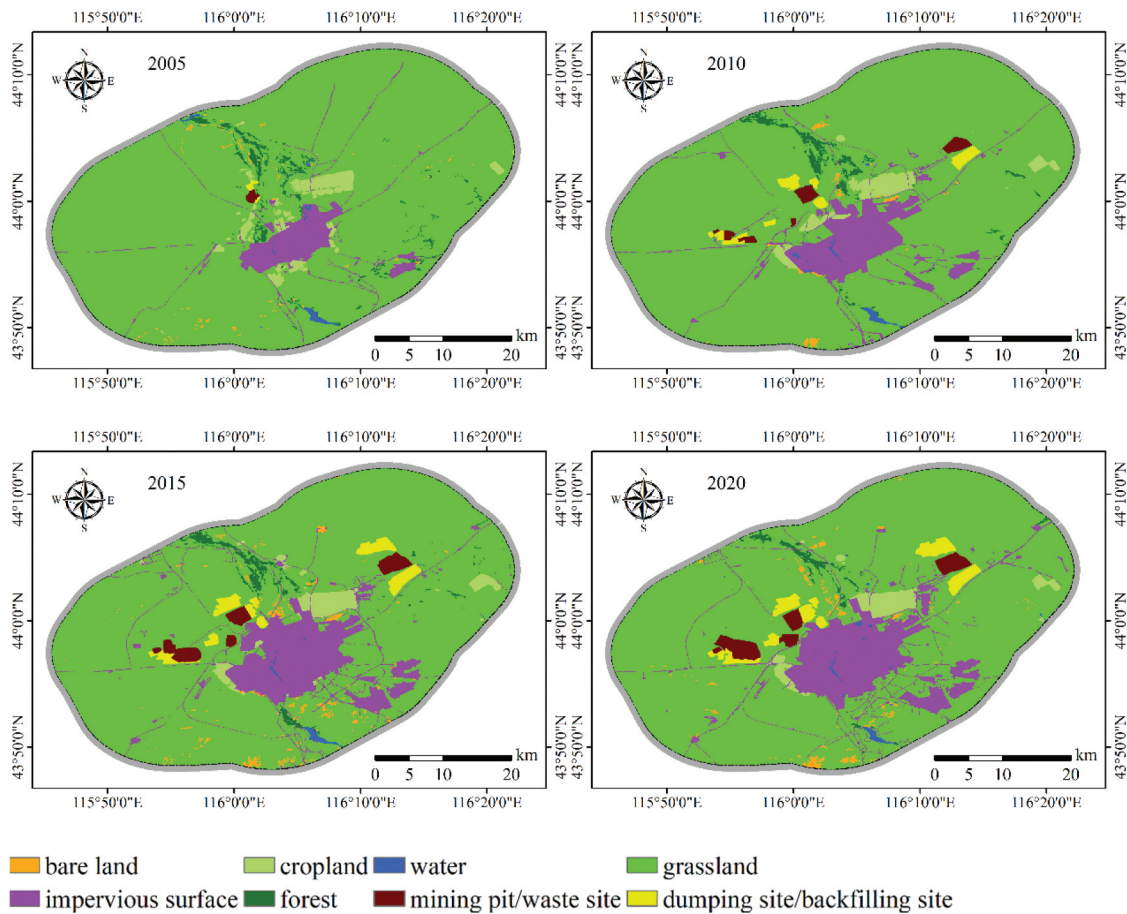 115°50'0"E 116°0'0"E 116°10'0"E 116°20'0"E
115°50'0"E 116°0'0"E 116°10'0"E 116°20'0"E
44°10'0"N 44°0'0"N 43°50'0"N
N W E S
2005
km
0 5 10 20
44°10'0"N 44°0'0"N 43°50'0"N
44°10'0"N 44°0'0"N 43°50'0"N
N W E S
2010
km
0 5 10 20
44°10'0"N 44°0'0"N 43°50'0"N
115°50'0"E 116°0'0"E 116°10'0"E 116°20'0"E
115°50'0"E 116°0'0"E 116°10'0"E 116°20'0"E
115°50'0"E 116°0'0"E 116°10'0"E 116°20'0"E
115°50'0"E 116°0'0"E 116°10'0"E 116°20'0"E
44°10'0"N 44°0'0"N 43°50'0"N
N W E S
2015
km
0 5 10 20
44°10'0"N 44°0'0"N 43°50'0"N
44°10'0"N 44°0'0"N 43°50'0"N
N W E S
2020
km
0 5 10 20
44°10'0"N 44°0'0"N 43°50'0"N
115°50'0"E 116°0'0"E 116°10'0"E 116°20'0"E
115°50'0"E 116°0'0"E 116°10'0"E 116°20'0"E
bare land cropland water grassland
impervious surface forest mining pit/waste site dumping site/backfilling site